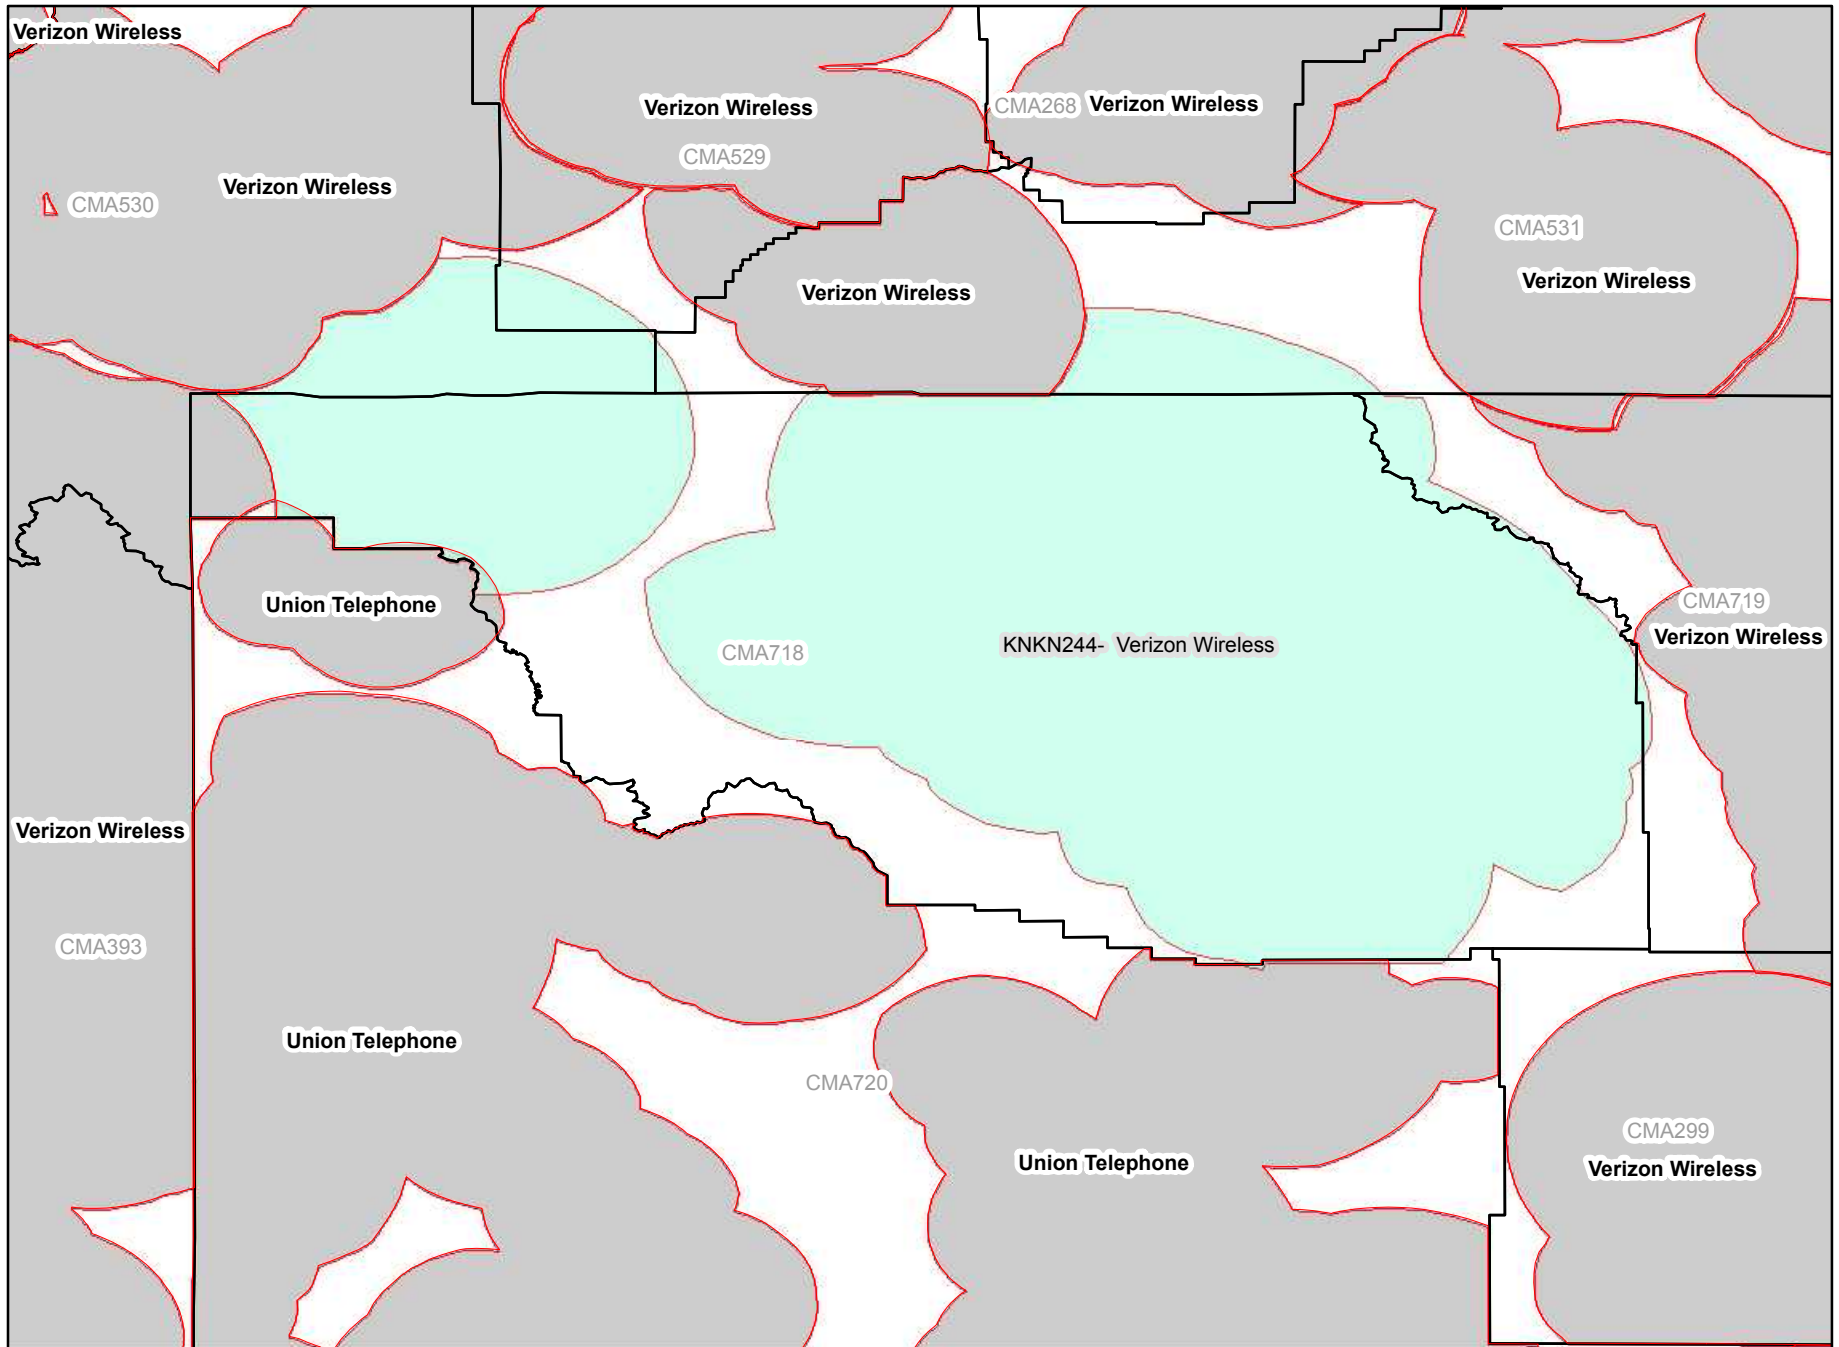 Verizon Wireless
Verizon Wireless
CMA268 Verizon Wireless
CMA529
Verizon Wireless
CMA530
CMA531
Verizon Wireless
Verizon Wireless
Union Telephone
CMA719
Verizon Wireless
CMA718
KNKN244- Verizon Wireless
Verizon Wireless
CMA393
Union Telephone
CMA720
CMA299
Union Telephone
Verizon Wireless